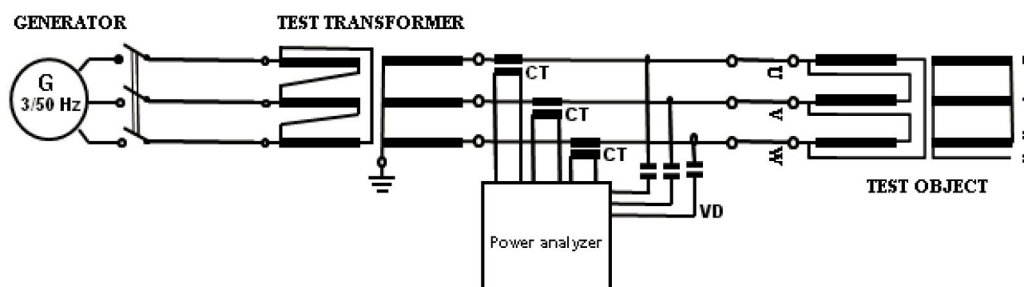 GENERATOR
TEST TRANSFORMER
G
3/50 Hz
CT
CT
CT
U
V
W
VD
TEST OBJECT
Power analyzer